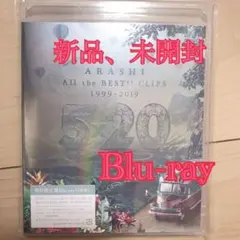 新品、未開封
ARASHI
All the BEST!! CLIPS
1999-2019
5×20
Blu-ray